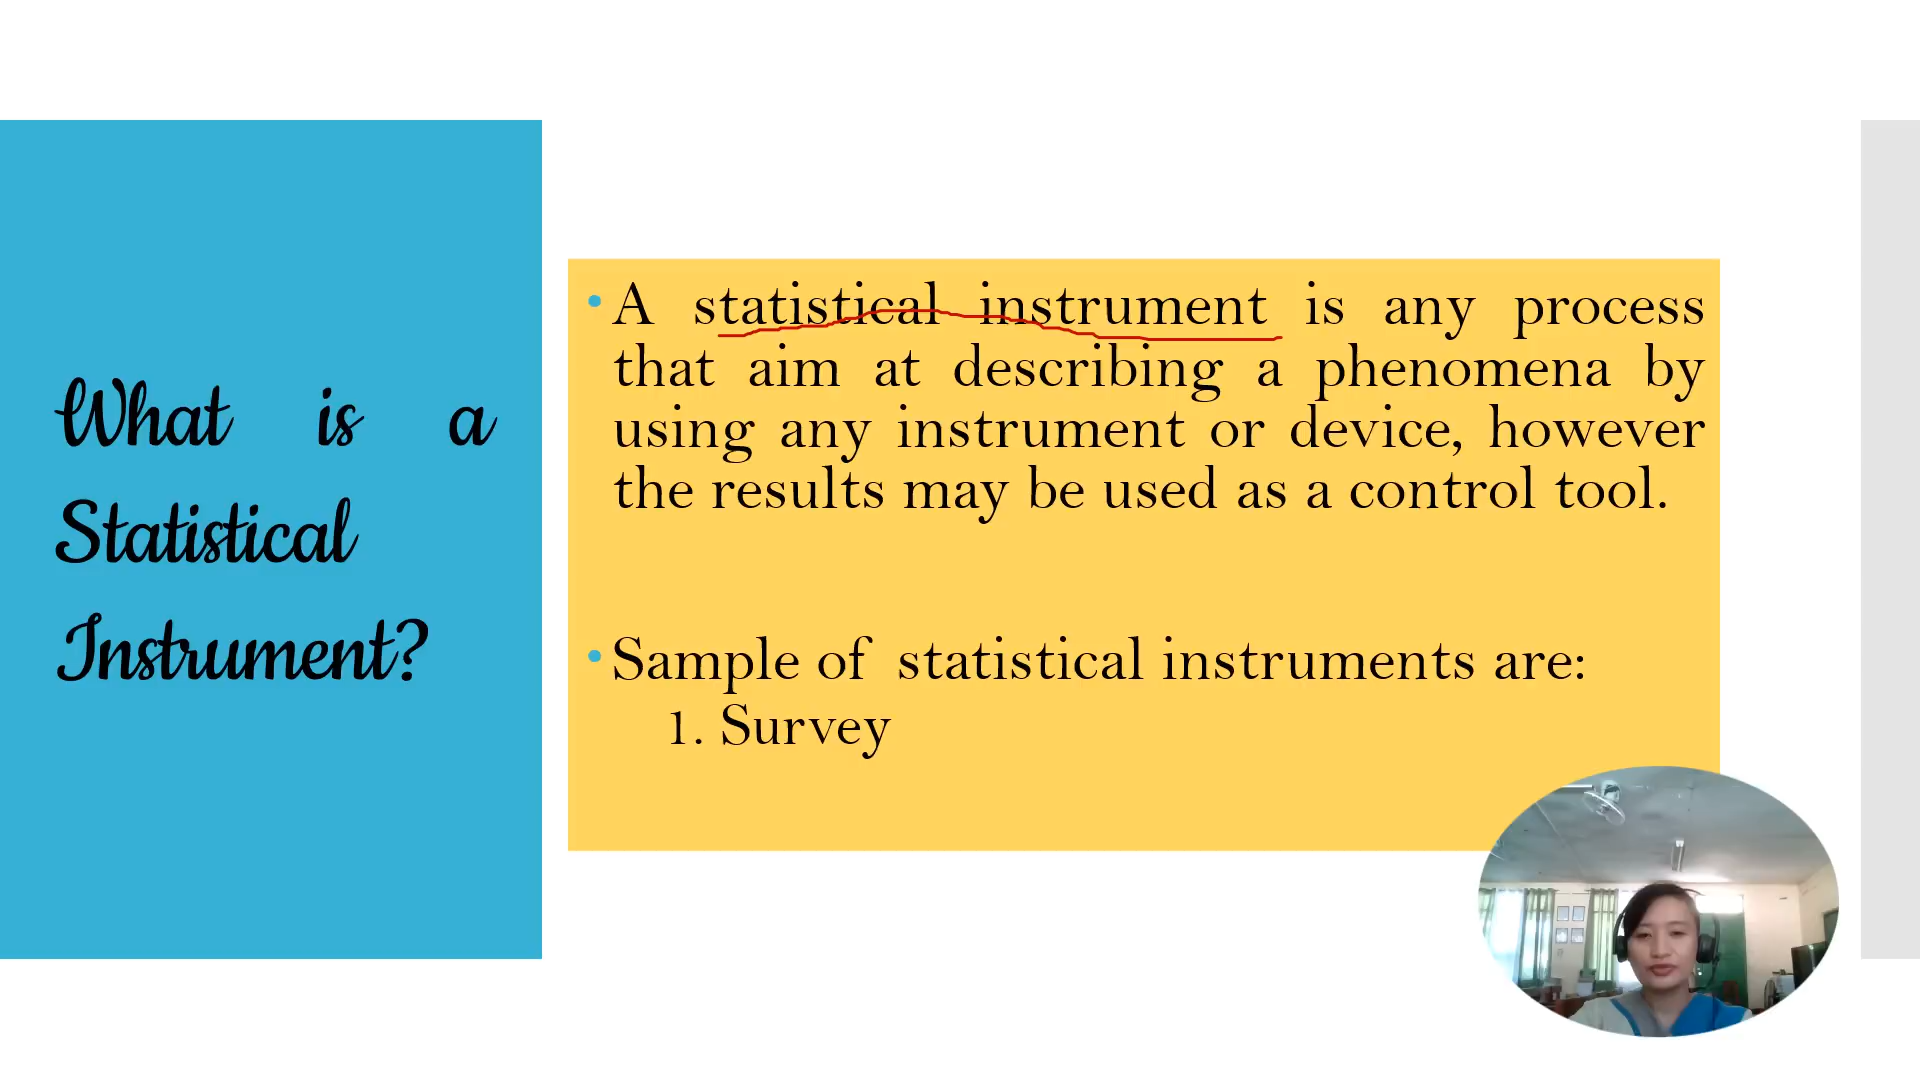 What is a
Statistical
Instrument?
• A statistical instrument is any process
that aim at describing a phenomena by
using any instrument or device, however
the results may be used as a control tool.
• Sample of statistical instruments are:
1. Survey